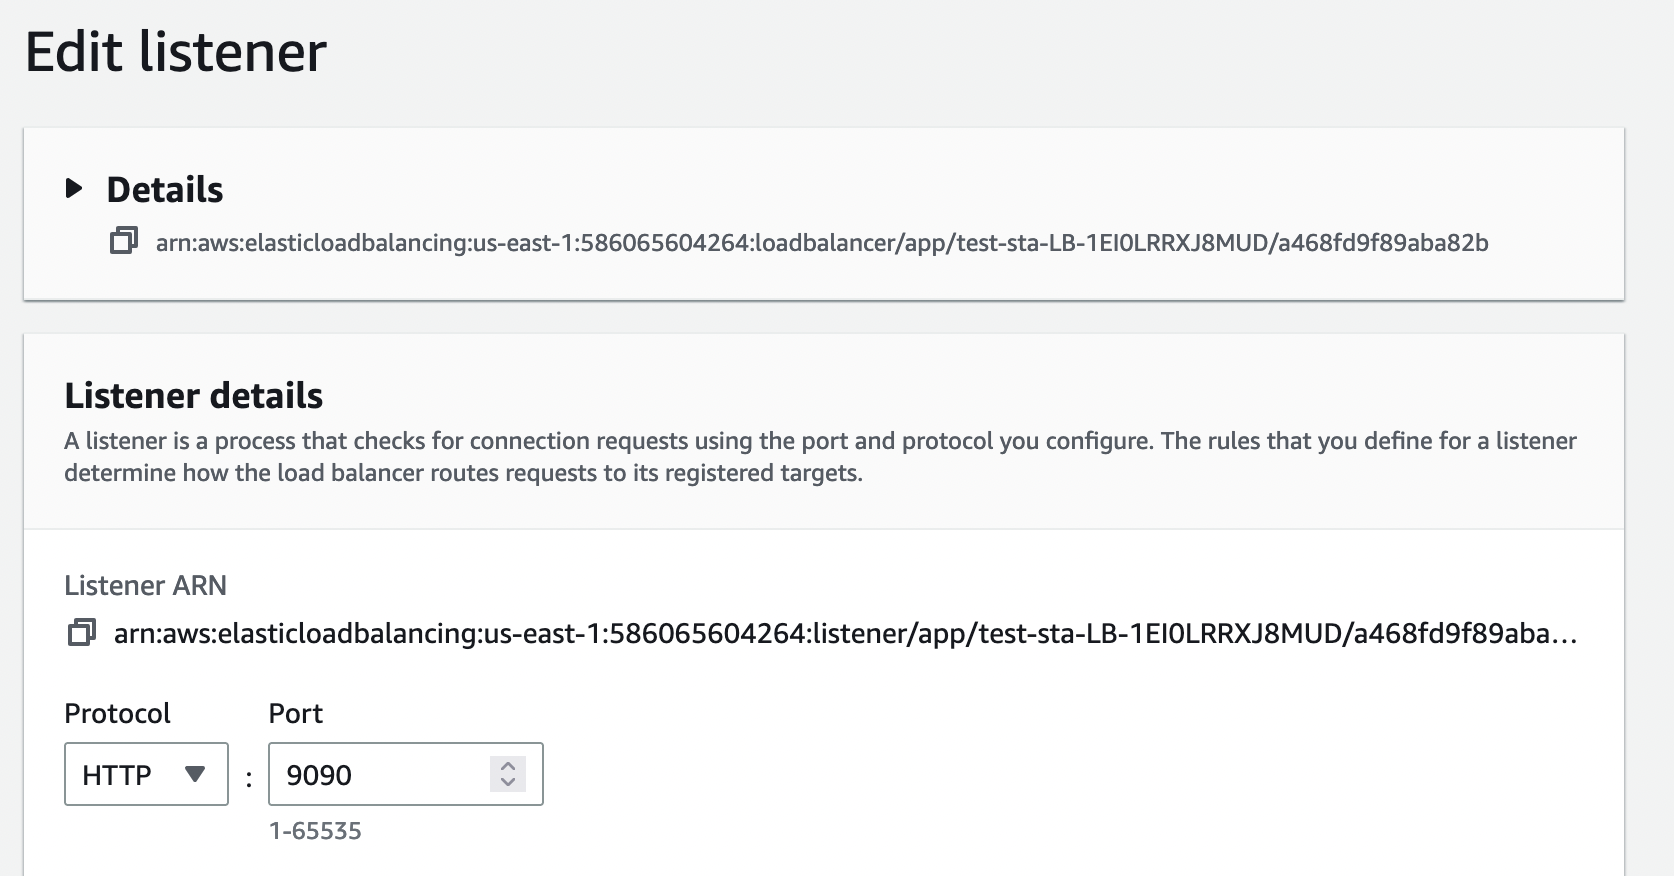 Edit listener
Details
arn:aws:elasticloadbalancing:us-east-1:586065604264:loadbalancer/app/test-sta-LB-1EI0LRRXJ8MUD/a468fd9f89aba82b
Listener details
A listener is a process that checks for connection requests using the port and protocol you configure. The rules that you define for a listener
determine how the load balancer routes requests to its registered targets.
Listener ARN
arn:aws:elasticloadbalancing:us-east-1:586065604264:listener/app/test-sta-LB-1EI0LRRXJ8MUD/a468fd9f89aba…
Protocol Port
HTTP : 9090
1-65535